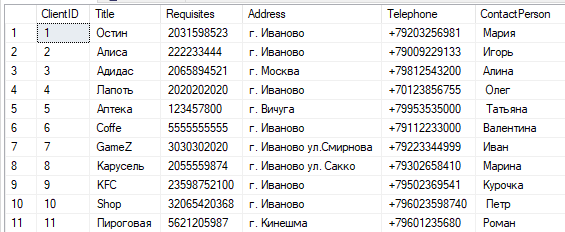 ClientID Title Requisites Address Telephone ContactPerson
1 1 Остин 2031598523 г. Иваново +79203256981 Мария
2 2 Алиса 222233444 г. Иваново +79009229133 Игорь
3 3 Адидас 2065894521 г. Москва +79812543200 Алина
4 4 Лапоть 2020202020 г. Иваново +70123856755 Олег
5 5 Аптека 123457800 г. Вичуга +79953535000 Татьяна
6 6 Coffe 5555555555 г. Иваново +79112233000 Валентина
7 7 GameZ 3030302020 г. Иваново ул.Смирнова +79223344999 Иван
8 8 Карусель 2055559874 г. Иваново ул. Сакко +79302658410 Марина
9 9 KFC 23598752100 г. Иваново +79502369541 Курочка
10 10 Shop 32065420368 г. Иваново +796023598740 Петр
11 11 Пироговая 5621205987 г. Кинешма +79601235680 Роман